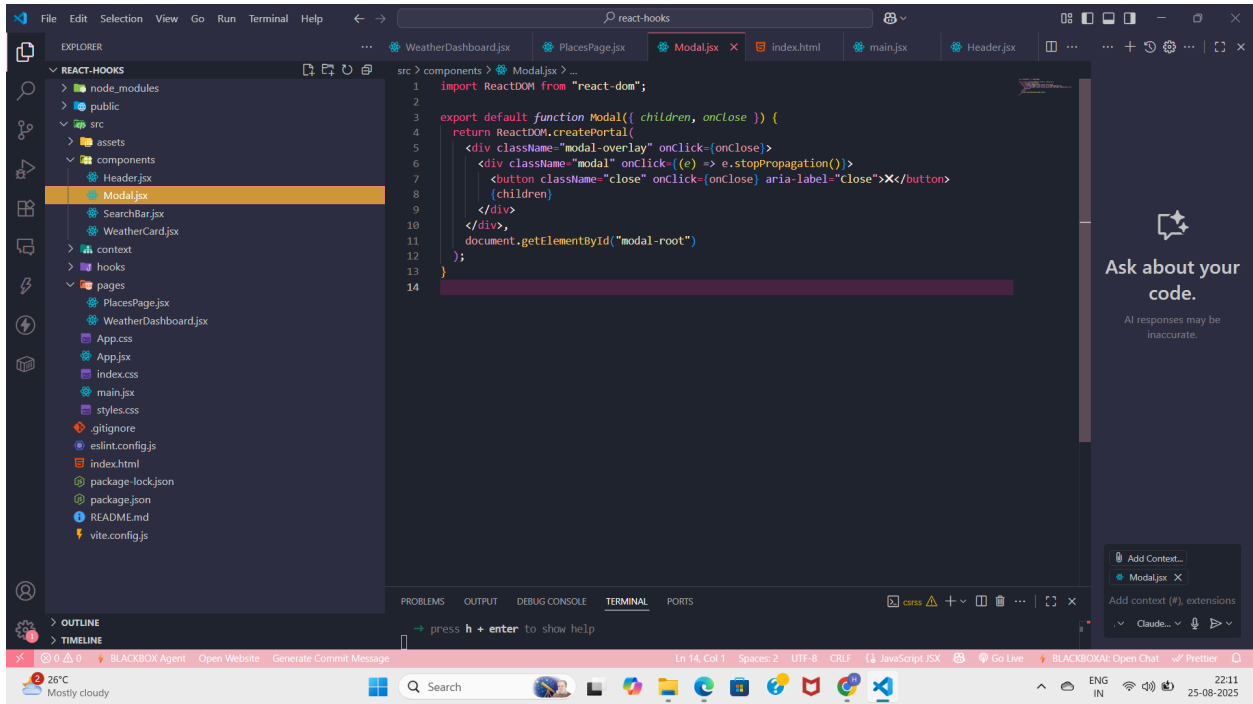 File Edit Selection View Go Run Terminal Help
react-hooks
EXPLORER
WeatherDashboard.jsx PlacesPage.jsx Modal.jsx index.html main.jsx Header.jsx
REACT-HOOKS
node_modules
public
src
assets
components
Header.jsx
Modal.jsx
SearchBar.jsx
WeatherCard.jsx
context
hooks
pages
PlacesPage.jsx
WeatherDashboard.jsx
App.css
App.jsx
index.css
main.jsx
styles.css
.gitignore
eslint.config.js
index.html
package-lock.json
package.json
README.md
vite.config.js
OUTLINE
TIMELINE
src > components > Modal.jsx > ...
1 import ReactDOM from "react-dom";
2
3 export default function Modal({ children, onClose }) {
4 return ReactDOM.createPortal(
5 <div className="modal-overlay" onClick={onClose}>
6 <div className="modal" onClick={(e) => e.stopPropagation()}>
7 <button className="close" onClick={onClose} aria-label="Close">❌</button>
8 {children}
9 </div>
10 </div>,
11 document.getElementById("modal-root")
12 );
13 }
14
PROBLEMS OUTPUT DEBUG CONSOLE TERMINAL PORTS
csrss
→ press h + enter to show help
Ask about your
code.
AI responses may be
inaccurate.
Add Context...
Modal.jsx
Add context (#), extensions
Claude...
0 0 BLACKBOX Agent Open Website Generate Commit Message Ln 14, Col 1 Spaces: 2 UTF-8 CRLF JavaScript JSX Go Live BLACKBOXAI: Open Chat Prettier
1
2
26°C
Mostly cloudy
Search
ENG
IN
22:11
25-08-2025